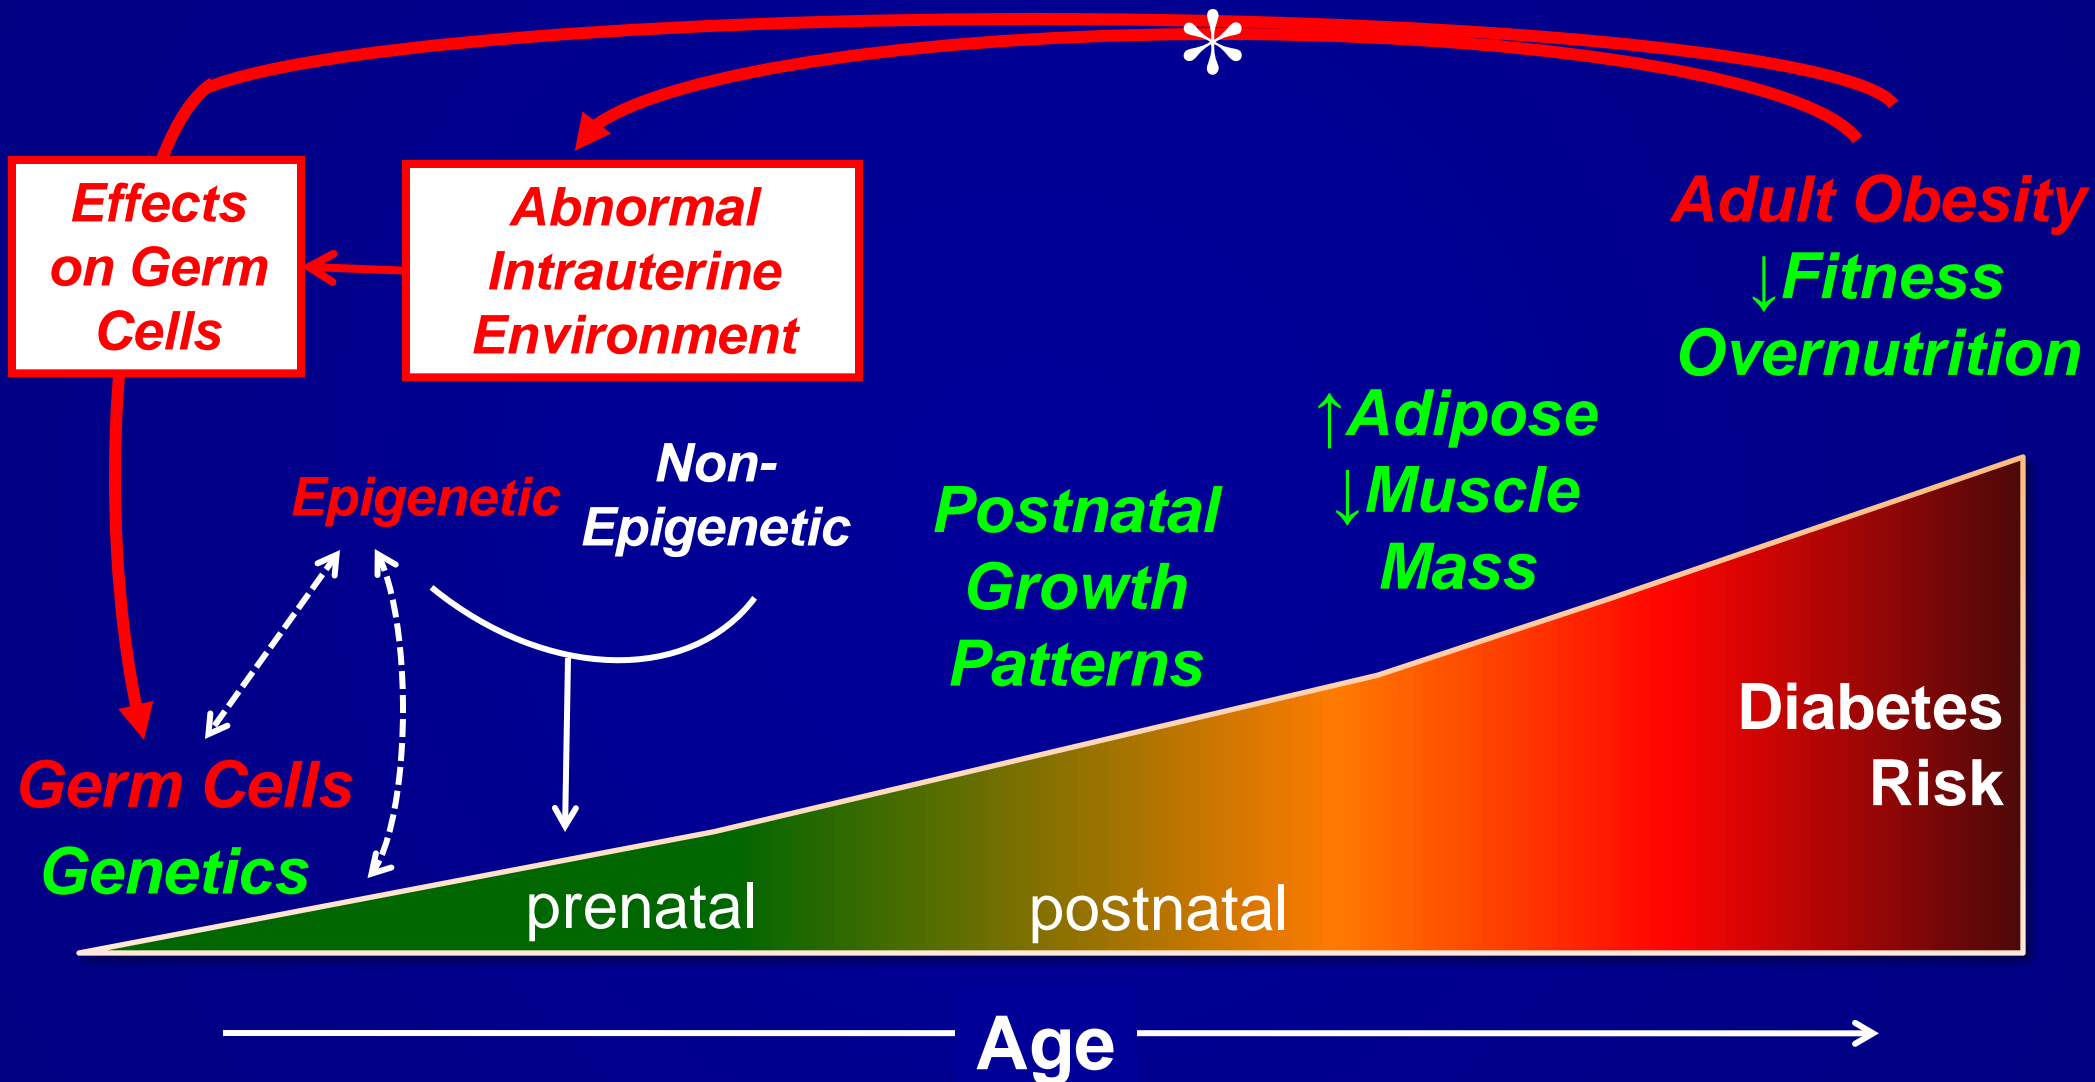 *
Effects
on Germ
Cells
Abnormal
Intrauterine
Environment
Adult Obesity
↓Fitness
Overnutrition
↑Adipose
↓Muscle
Mass
Epigenetic
Non-
Epigenetic
Postnatal
Growth
Patterns
Germ Cells
Genetics
Diabetes
Risk
prenatal
postnatal
Age